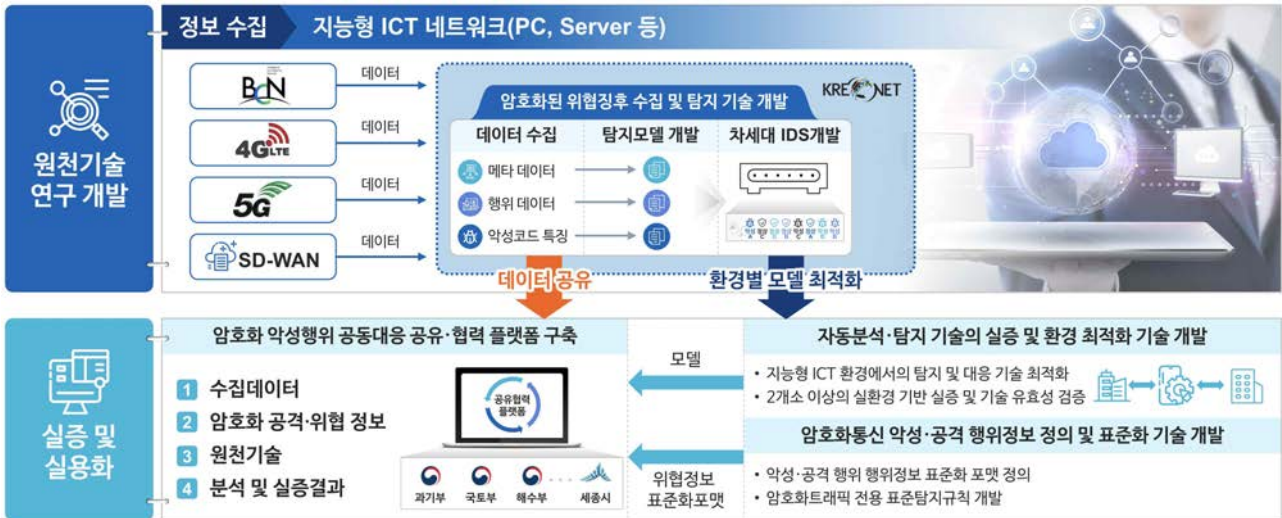 정보 수집
지능형 ICT 네트워크(PC, Server 등)
원천기술
연구 개발
BcN
데이터
4G LTE
데이터
5G
데이터
SD-WAN
데이터
KREONET
암호화된 위협징후 수집 및 탐지 기술 개발
데이터 수집
탐지모델 개발
차세대 IDS개발
메타 데이터
행위 데이터
악성코드 특징
데이터 공유
환경별 모델 최적화
실증 및
실용화
암호화 악성행위 공동대응 공유·협력 플랫폼 구축
1 수집데이터
2 암호화 공격·위협 정보
3 원천기술
4 분석 및 실증결과
공유협력
플랫폼
과기부
국토부
해수부
세종시
모델
위협정보
표준화포맷
자동분석·탐지 기술의 실증 및 환경 최적화 기술 개발
• 지능형 ICT 환경에서의 탐지 및 대응 기술 최적화
• 2개소 이상의 실환경 기반 실증 및 기술 유효성 검증
암호화통신 악성·공격 행위정보 정의 및 표준화 기술 개발
• 악성·공격 행위 행위정보 표준화 포맷 정의
• 암호화트래픽 전용 표준탐지규칙 개발